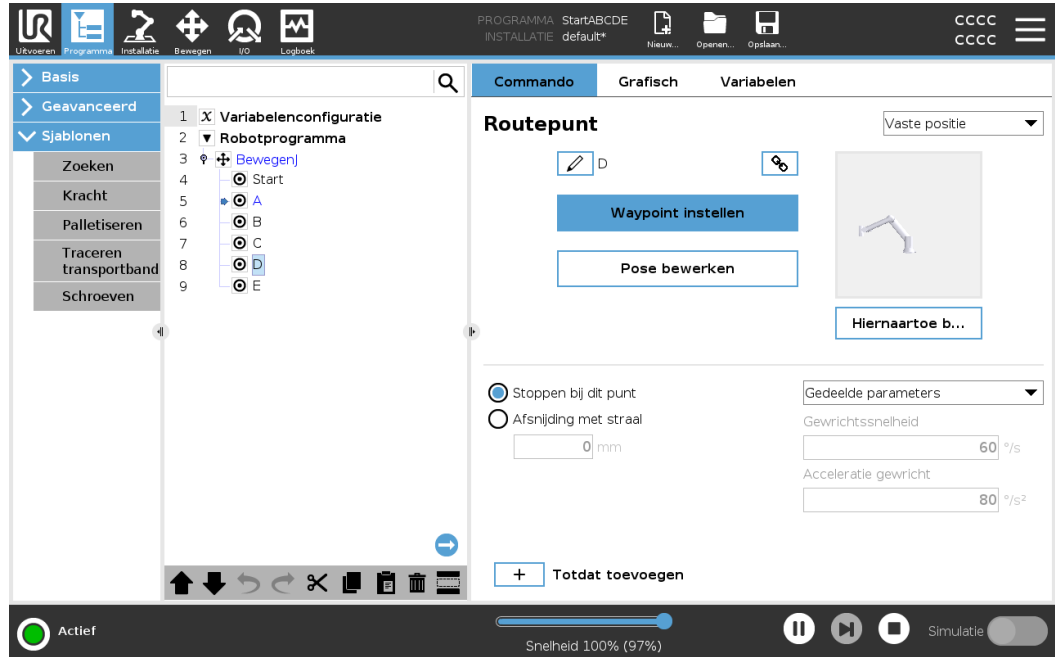 UR
Uitvoeren
Programma
Installatie
Bewegen
I/O
Logboek
PROGRAMMA StartABCDE
INSTALLATIE default*
Nieuw...
Openen...
Opslaan...
CCCC
CCCC
Basis
Geavanceerd
Sjablonen
Zoeken
Kracht
Palletiseren
Traceren
transportband
Schroeven
1 X Variabelenconfiguratie
2 Robotprogramma
3 BewegenJ
4 Start
5 A
6 B
7 C
8 D
9 E
Commando Grafisch Variabelen
Routepunt
Vaste positie
D
Waypoint instellen
Pose bewerken
Hiernaartoe b...
Stoppen bij dit punt
Afsnijding met straal
0 mm
Gedeelde parameters
Gewrichtssnelheid
60 °/s
Acceleratie gewricht
80 °/s²
+ Totdat toevoegen
Actief
Snelheid 100% (97%)
Simulatie